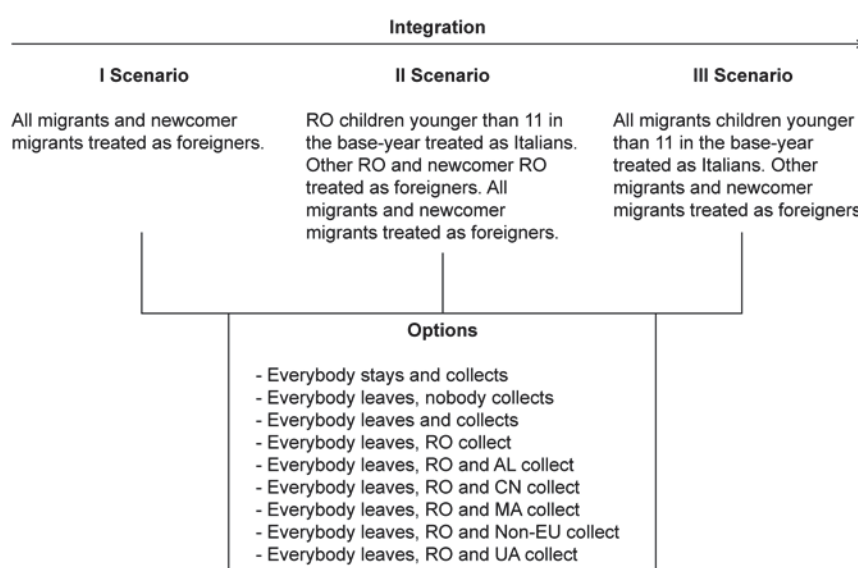 Integration
I Scenario
All migrants and newcomer
migrants treated as foreigners.
II Scenario
RO children younger than 11 in
the base-year treated as Italians.
Other RO and newcomer RO
treated as foreigners. All
migrants and newcomer
migrants treated as foreigners.
III Scenario
All migrants children younger
than 11 in the base-year
treated as Italians. Other
migrants and newcomer
migrants treated as foreigners
Options
- Everybody stays and collects
- Everybody leaves, nobody collects
- Everybody leaves and collects
- Everybody leaves, RO collect
- Everybody leaves, RO and AL collect
- Everybody leaves, RO and CN collect
- Everybody leaves, RO and MA collect
- Everybody leaves, RO and Non-EU collect
- Everybody leaves, RO and UA collect